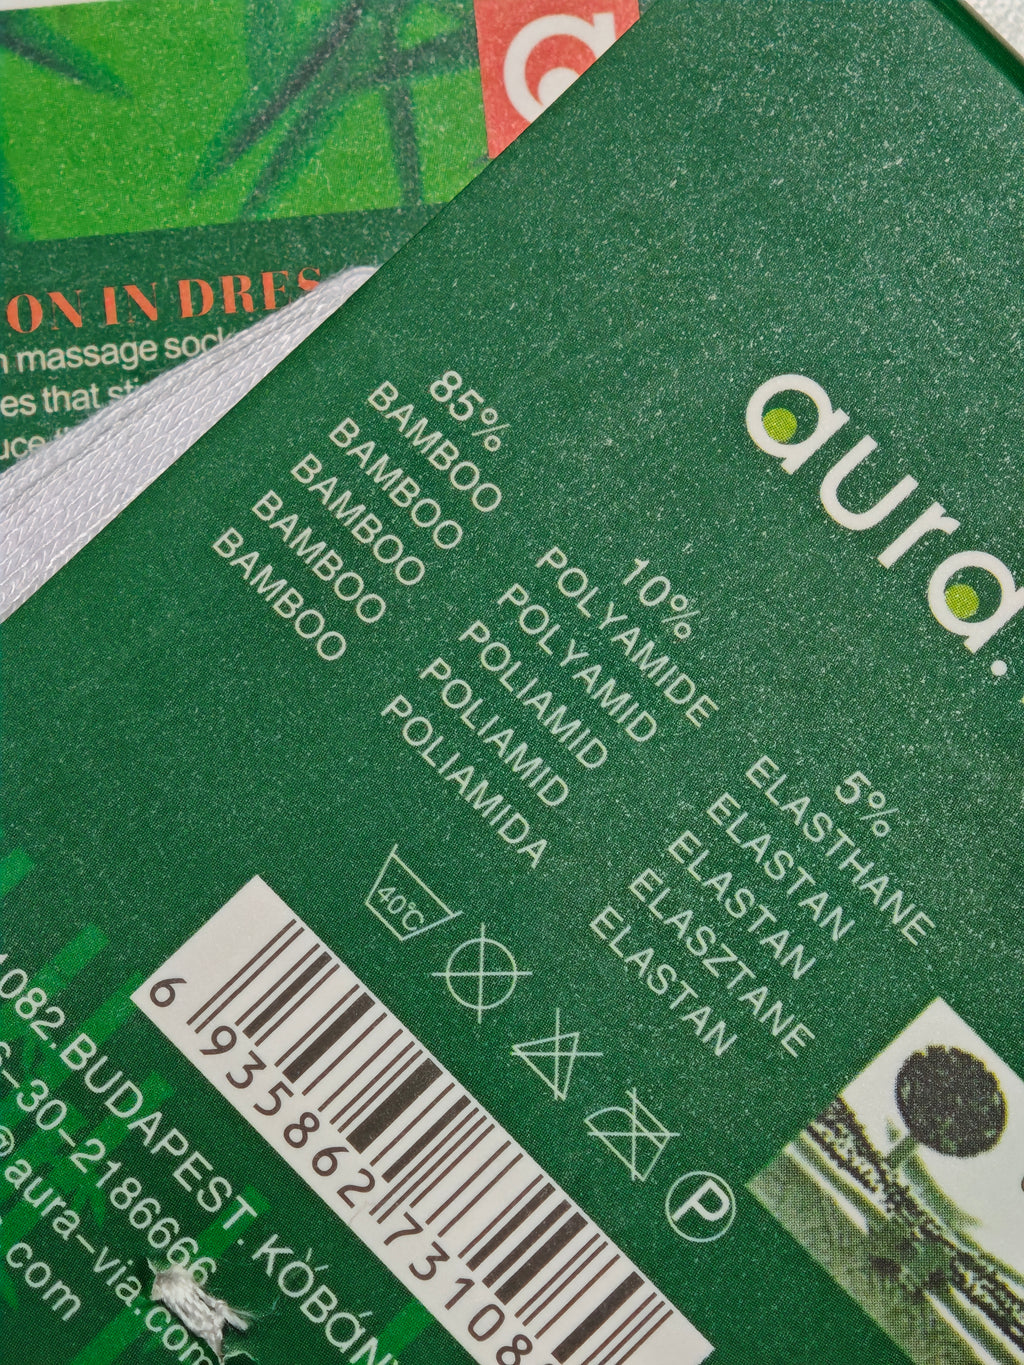 ON IN DRES
massage sock
es that
aura.
85%
BAMBOO
BAMBOO
BAMBOO
BAMBOO
BAMBOO
10%
POLYAMIDE
POLYAMID
POLIAMID
POLIAMID
POLIAMIDA
5%
ELASTHANE
ELASTAN
ELASTAN
ELASZTANE
ELASTAN
40°C
P
6 935862 73108
1082.BUDAPEST. KÒBÁN
6-30-2186666
@aura-via.com
.com